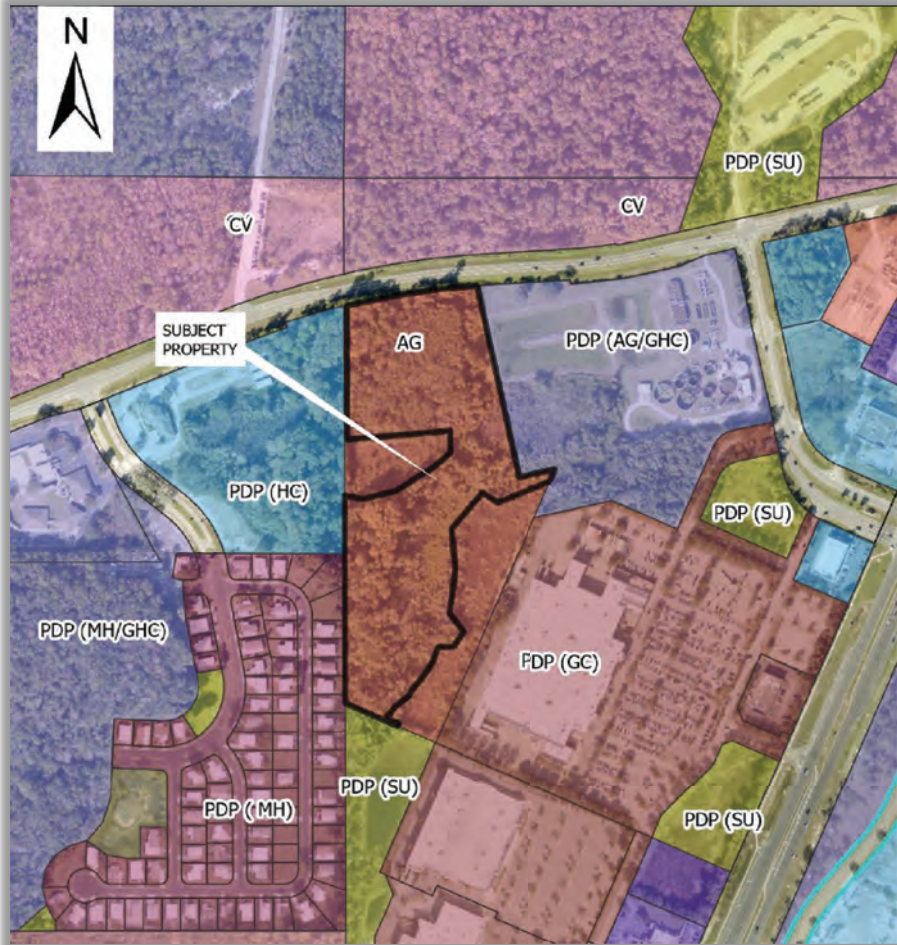 N
PDP (SU)
CV
CV
SUBJECT
PROPERTY
AG
PDP (AG/GHC)
PDP (HC)
PDP (SU)
PDP (MH/GHC)
PDP (GC)
PDP (SU)
PDP ( MH)
PDP (SU)